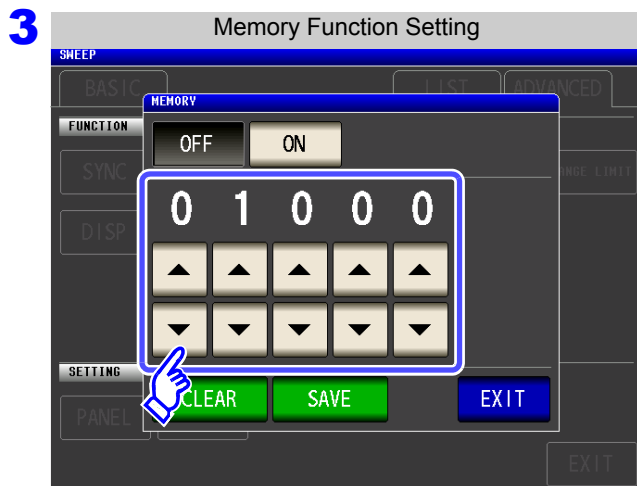 3
Memory Function Setting
SWEEP
BASIC LIST ADVANCED
MEMORY
FUNCTION
OFF ON
SYNC ANGE LIMIT
0 1 0 0 0
DISP
SETTING
CLEAR SAVE EXIT
PANEL
EXIT